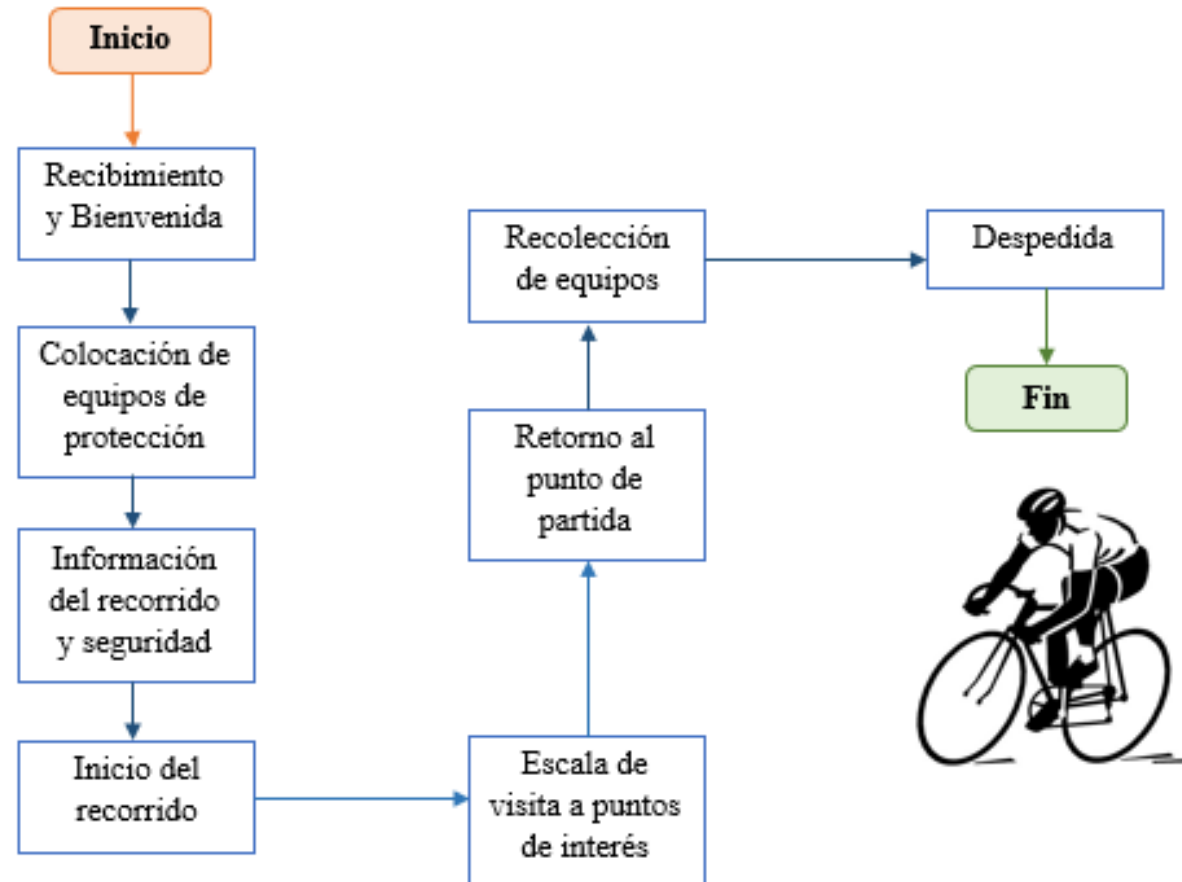 Inicio
Recibimiento
y Bienvenida
Colocación de
equipos de
protección
Información
del recorrido
y seguridad
Inicio del
recorrido
Escala de
visita a puntos
de interés
Retorno al
punto de
partida
Recolección
de equipos
Despedida
Fin